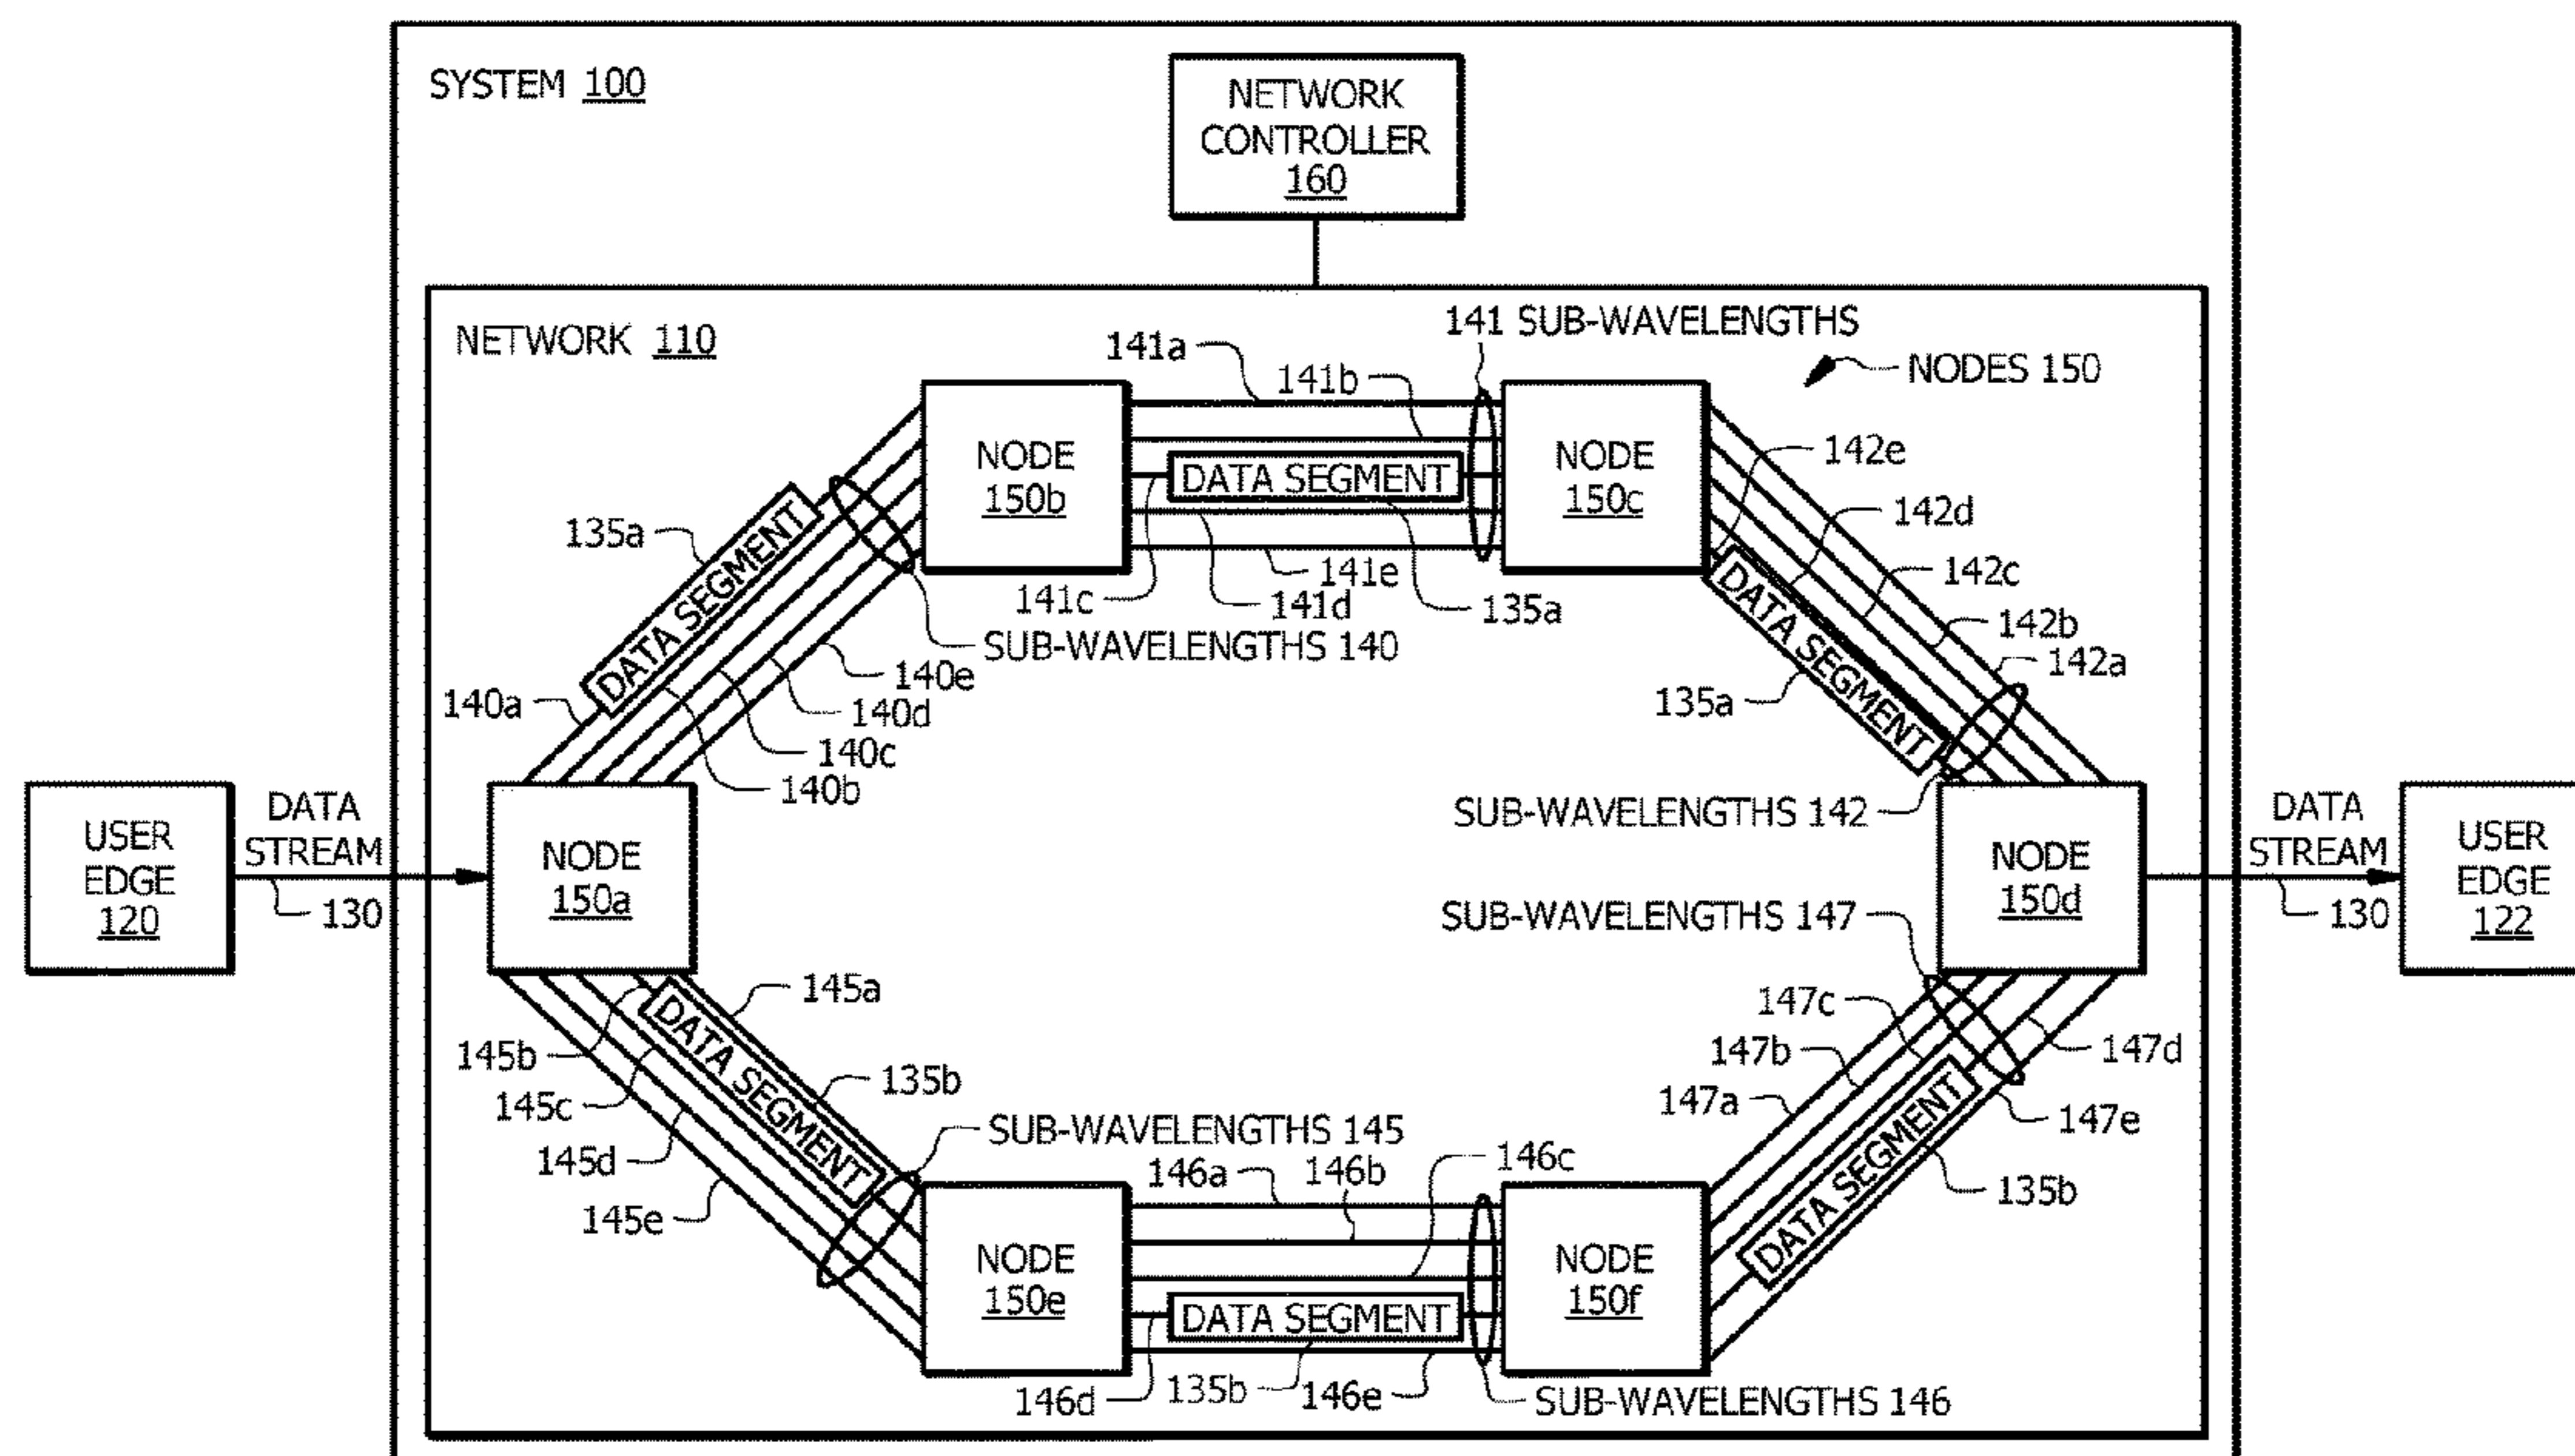 SYSTEM 100
NETWORK
CONTROLLER
160
NETWORK 110
141 SUB-WAVELENGTHS
141a
141b
NODES 150
NODE
150b
DATA SEGMENT
NODE
150c
142e
142d
142c
142b
142a
135a
DATA SEGMENT
141c
141d
141e
135a
SUB-WAVELENGTHS 140
140e
140d
140c
140b
140a
DATA SEGMENT
135a
SUB-WAVELENGTHS 142
USER
EDGE
120
DATA
STREAM
130
NODE
150a
NODE
150d
DATA
STREAM
130
USER
EDGE
122
SUB-WAVELENGTHS 147
145a
145b
145c
145d
145e
DATA SEGMENT
135b
SUB-WAVELENGTHS 145
147c
147b
147a
147d
147e
DATA SEGMENT
135b
146a
146b
146c
NODE
150e
DATA SEGMENT
NODE
150f
146d
135b
146e
SUB-WAVELENGTHS 146